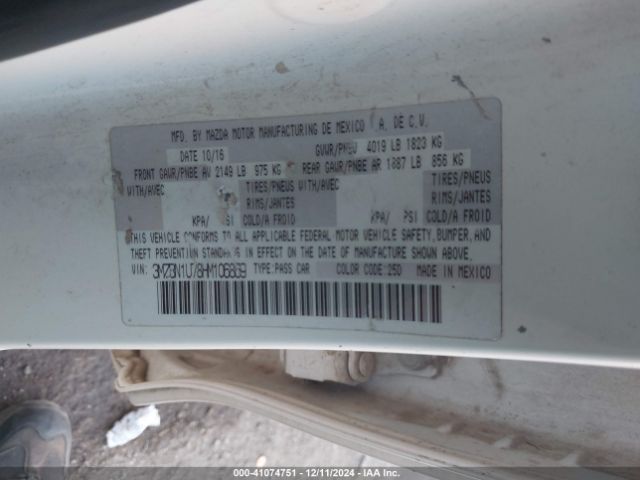 MFD. BY MAZDA MOTOR MANUFACTURING DE MEXICO A. DE C.V.
DATE 10/16 GVWR/PNBV 4019 LB 1823 KG
FRONT GAWR/PNBE AV 2149 LB 975 KG REAR GAWR/PNBE AR 1887 LB 856 KG
WITH/AVEC TIRES/PNEUS WITH/AVEC TIRES/PNEUS
RIMS/JANTES RIMS/JANTES
KPA/ PSI COLD/A FROID KPA/ PSI COLD/A FROID
THIS VEHICLE CONFORMS TO ALL APPLICABLE FEDERAL MOTOR VEHICLE SAFETY, BUMPER, AND
THEFT PREVENTION STANDARDS IN EFFECT ON THE DATE OF MANUFACTURE SHOWN ABOVE.
VIN: 3MZBN1U78HM106869 TYPE:PASS CAR COLOR CODE:25D MADE IN MEXICO
000-41074751 - 12/11/2024 - IAA Inc.